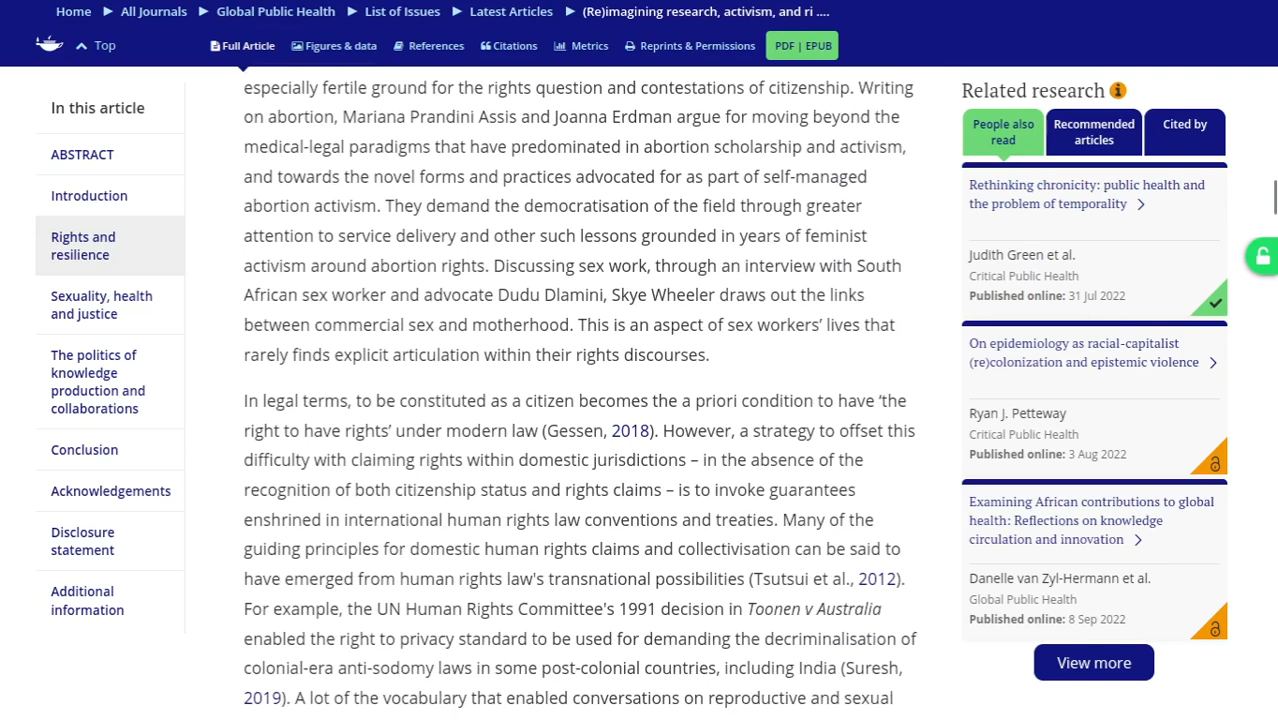 Home ▶ All Journals ▶ Global Public Health ▶ List of Issues ▶ Latest Articles ▶ (Re)imagining research, activism, and ri ....
Top
Full Article Figures & data References Citations Metrics Reprints & Permissions PDF | EPUB
In this article
ABSTRACT
Introduction
Rights and
resilience
Sexuality, health
and justice
The politics of
knowledge
production and
collaborations
Conclusion
Acknowledgements
Disclosure
statement
Additional
information
especially fertile ground for the rights question and contestations of citizenship. Writing
on abortion, Mariana Prandini Assis and Joanna Erdman argue for moving beyond the
medical-legal paradigms that have predominated in abortion scholarship and activism,
and towards the novel forms and practices advocated for as part of self-managed
abortion activism. They demand the democratisation of the field through greater
attention to service delivery and other such lessons grounded in years of feminist
activism around abortion rights. Discussing sex work, through an interview with South
African sex worker and advocate Dudu Dlamini, Skye Wheeler draws out the links
between commercial sex and motherhood. This is an aspect of sex workers’ lives that
rarely finds explicit articulation within their rights discourses.
In legal terms, to be constituted as a citizen becomes the a priori condition to have ‘the
right to have rights’ under modern law (Gessen, 2018). However, a strategy to offset this
difficulty with claiming rights within domestic jurisdictions – in the absence of the
recognition of both citizenship status and rights claims – is to invoke guarantees
enshrined in international human rights law conventions and treaties. Many of the
guiding principles for domestic human rights claims and collectivisation can be said to
have emerged from human rights law's transnational possibilities (Tsutsui et al., 2012).
For example, the UN Human Rights Committee's 1991 decision in Toonen v Australia
enabled the right to privacy standard to be used for demanding the decriminalisation of
colonial-era anti-sodomy laws in some post-colonial countries, including India (Suresh,
2019). A lot of the vocabulary that enabled conversations on reproductive and sexual
Related research
People also
read
Recommended
articles
Cited by
Rethinking chronicity: public health and
the problem of temporality
Judith Green et al.
Critical Public Health
Published online: 31 Jul 2022
On epidemiology as racial-capitalist
(re)colonization and epistemic violence
Ryan J. Petteway
Critical Public Health
Published online: 3 Aug 2022
Examining African contributions to global
health: Reflections on knowledge
circulation and innovation
Danelle van Zyl-Hermann et al.
Global Public Health
Published online: 8 Sep 2022
View more